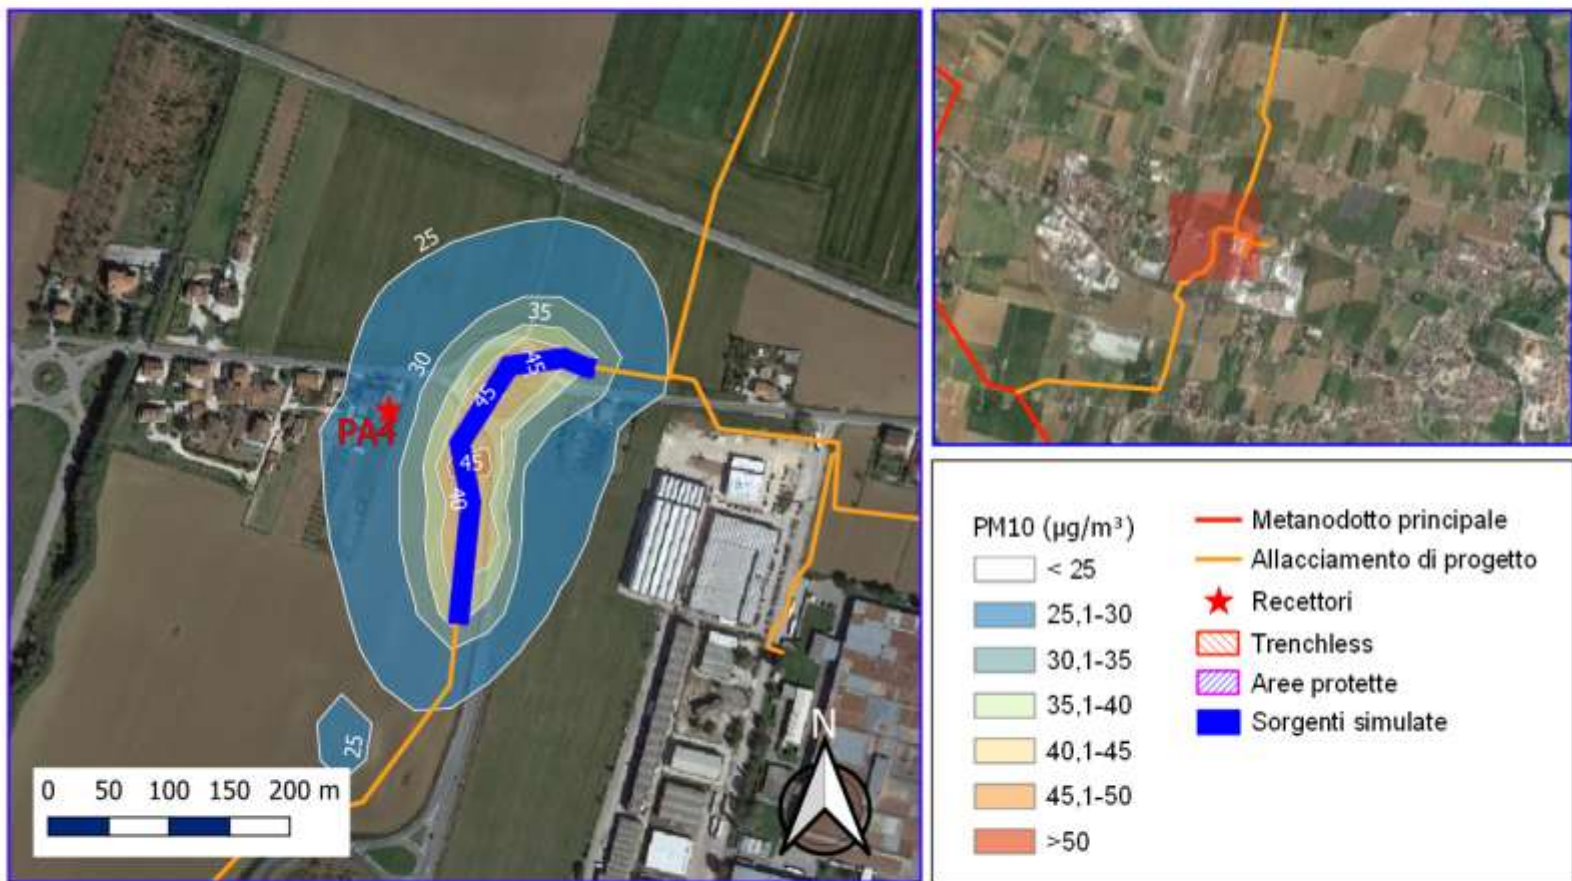 25
35
30
45
45
PA4
45
40
25
N
0 50 100 150 200 m
PM10 (µg/m³)
< 25
25,1-30
30,1-35
35,1-40
40,1-45
45,1-50
>50
Metanodotto principale
Allacciamento di progetto
Recettori
Trenchless
Aree protette
Sorgenti simulate